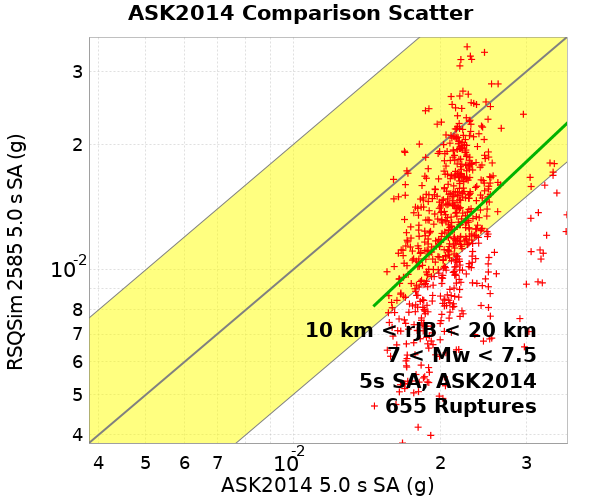 ASK2014 Comparison Scatter
RSQSim 2585 5.0 s SA (g)
3
2
10-2
8
7
6
5
4
10 km < rJB < 20 km
7 < Mw < 7.5
5s SA, ASK2014
655 Ruptures
4 5 6 7 10-2 2 3
ASK2014 5.0 s SA (g)